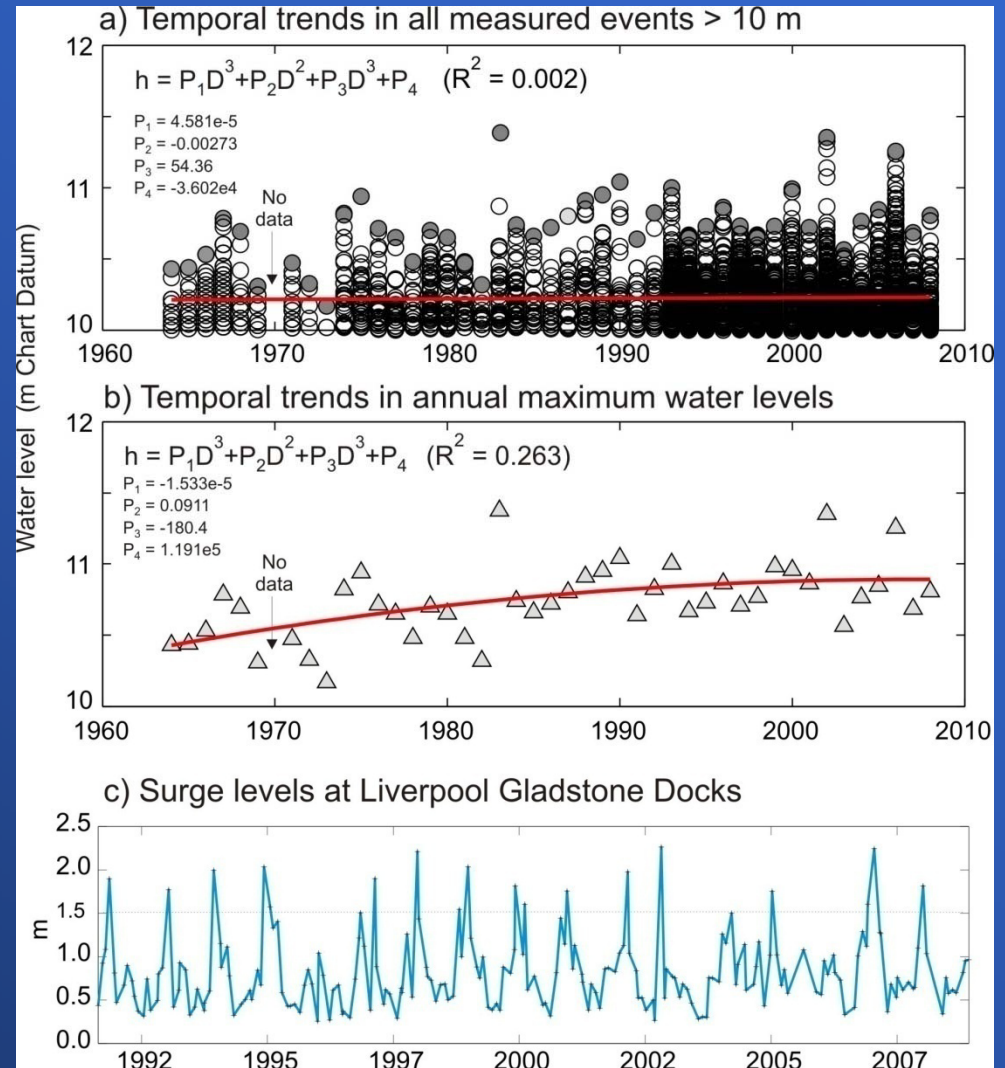 a) Temporal trends in all measured events > 10 m
12
h = P₁D³+P₂D²+P₃D³+P₄ (R² = 0.002)
P₁ = 4.581e-5
P₂ = -0.00273
P₃ = 54.36
P₄ = -3.602e4
No
data
11
10
1960 1970 1980 1990 2000 2010
Water level (m Chart Datum)
b) Temporal trends in annual maximum water levels
12
h = P₁D³+P₂D²+P₃D³+P₄ (R² = 0.263)
P₁ = -1.533e-5
P₂ = 0.0911
P₃ = -180.4
P₄ = 1.191e5
No
data
11
10
1960 1970 1980 1990 2000 2010
c) Surge levels at Liverpool Gladstone Docks
2.5
2.0
1.5
m
1.0
0.5
0.0
1992 1995 1997 2000 2002 2005 2007